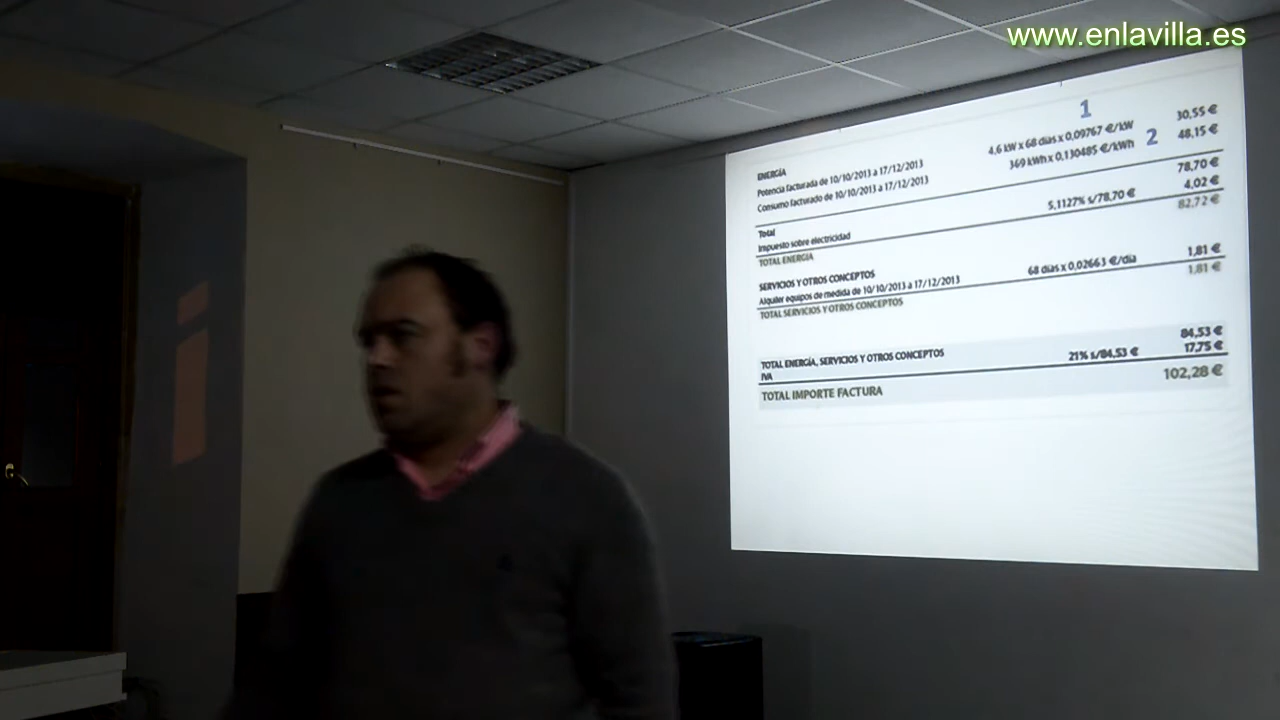 www.enlavilla.es
1
ENERGÍA
Potencia facturada de 10/10/2013 a 17/12/2013 4,6 kW x 68 días x 0,09767 €/kW 30,55 €
Consumo facturado de 10/10/2013 a 17/12/2013 369 kWh x 0,130485 €/kWh 2 48,15 €
Total 78,70 €
Impuesto sobre electricidad 5,1127% s/78,70 € 4,02 €
TOTAL ENERGÍA 82,72 €
SERVICIOS Y OTROS CONCEPTOS
Alquiler equipos de medida de 10/10/2013 a 17/12/2013 68 días x 0,02663 €/día 1,81 €
TOTAL SERVICIOS Y OTROS CONCEPTOS 1,81 €
TOTAL ENERGÍA, SERVICIOS Y OTROS CONCEPTOS 84,53 €
IVA 21% s/84,53 € 17,75 €
TOTAL IMPORTE FACTURA 102,28 €
i